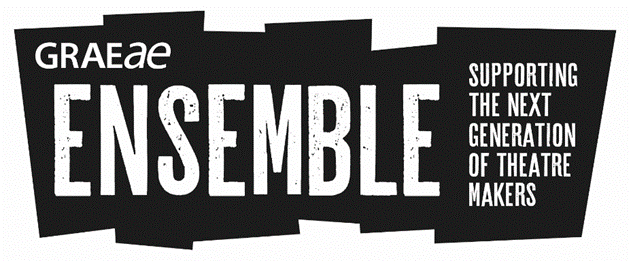 GRAEae
ENSEMBLE
SUPPORTING
THE NEXT
GENERATION
OF THEATRE
MAKERS